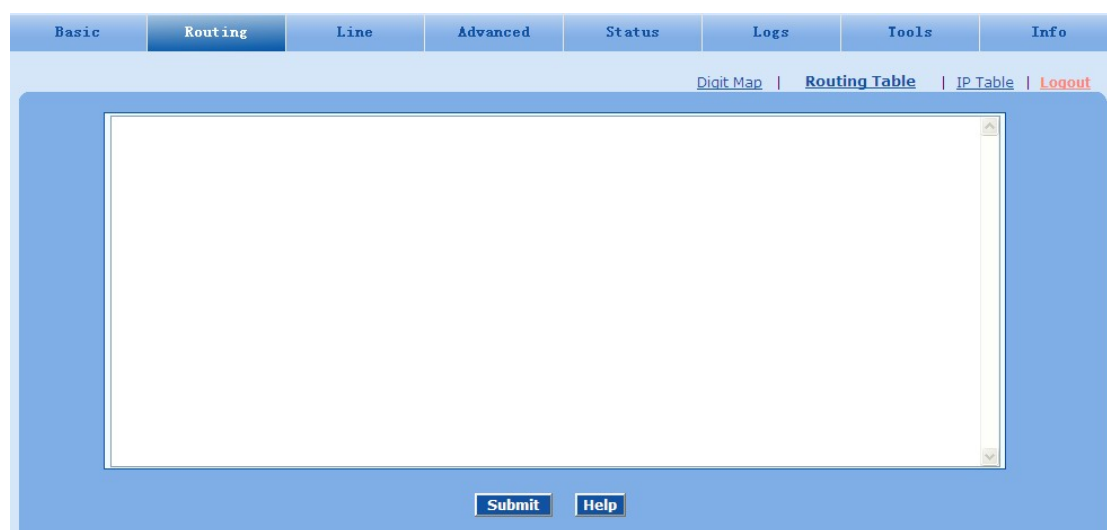 Basic Routing Line Advanced Status Logs Tools Info
Digit Map | Routing Table | IP Table | Logout
Submit Help